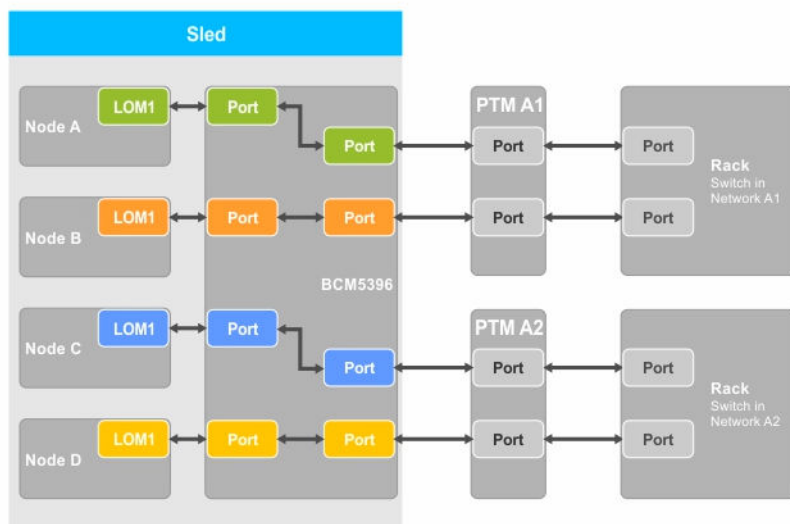 Sled
Node A
LOM1
Port
Port
PTM A1
Port
Port
Rack
Switch in
Network A1
Node B
LOM1
Port
Port
Port
Port
BCM5396
Node C
LOM1
Port
Port
PTM A2
Port
Port
Rack
Switch in
Network A2
Node D
LOM1
Port
Port
Port
Port